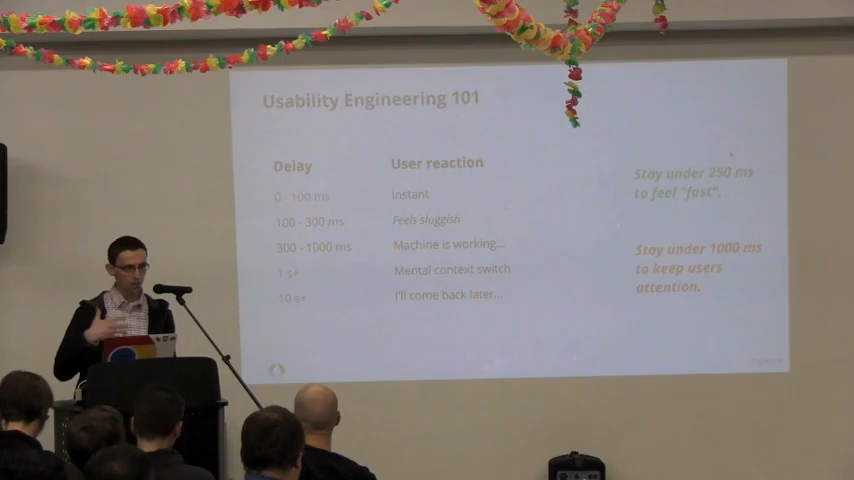 Usability Engineering 101
Delay User reaction
0 - 100 ms Instant
100 - 300 ms Feels sluggish
300 - 1000 ms Machine is working...
1 s+ Mental context switch
10 s+ I'll come back later...
Stay under 250 ms
to feel "fast".
Stay under 1000 ms
to keep users
attention.